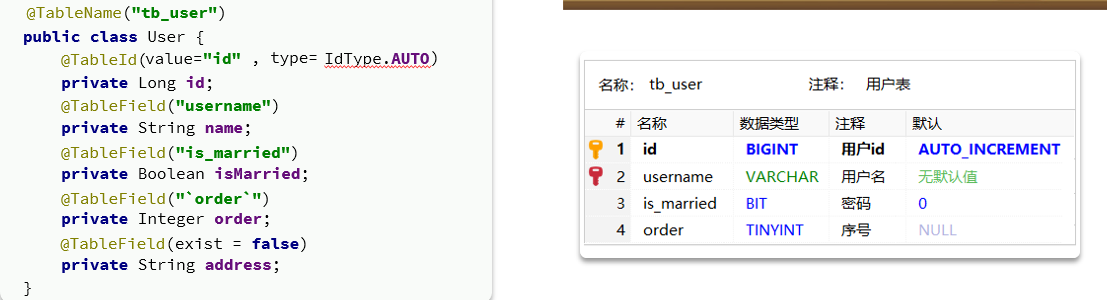 @TableName("tb_user")
public class User {
@TableId(value="id" , type= IdType.AUTO)
private Long id;
@TableField("username")
private String name;
@TableField("is_married")
private Boolean isMarried;
@TableField("`order`")
private Integer order;
@TableField(exist = false)
private String address;
}
名称： tb_user 注释： 用户表
# 名称 数据类型 注释 默认
1 id BIGINT 用户id AUTO_INCREMENT
2 username VARCHAR 用户名 无默认值
3 is_married BIT 密码 0
4 order TINYINT 序号 NULL